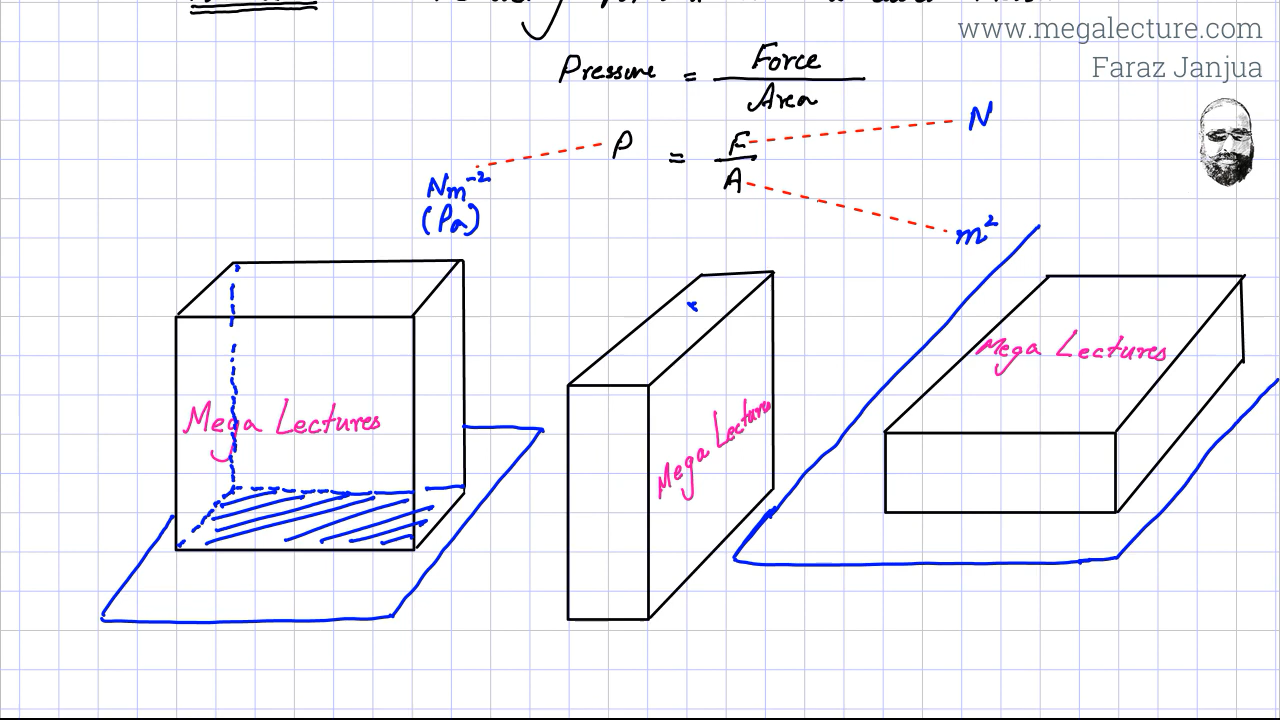 www.megalecture.com
Faraz Janjua
Pressure = Force / Area
P = F / A
N
Nm⁻²
(Pa)
m²
Mega Lectures
Mega Lectures
Mega Lectures